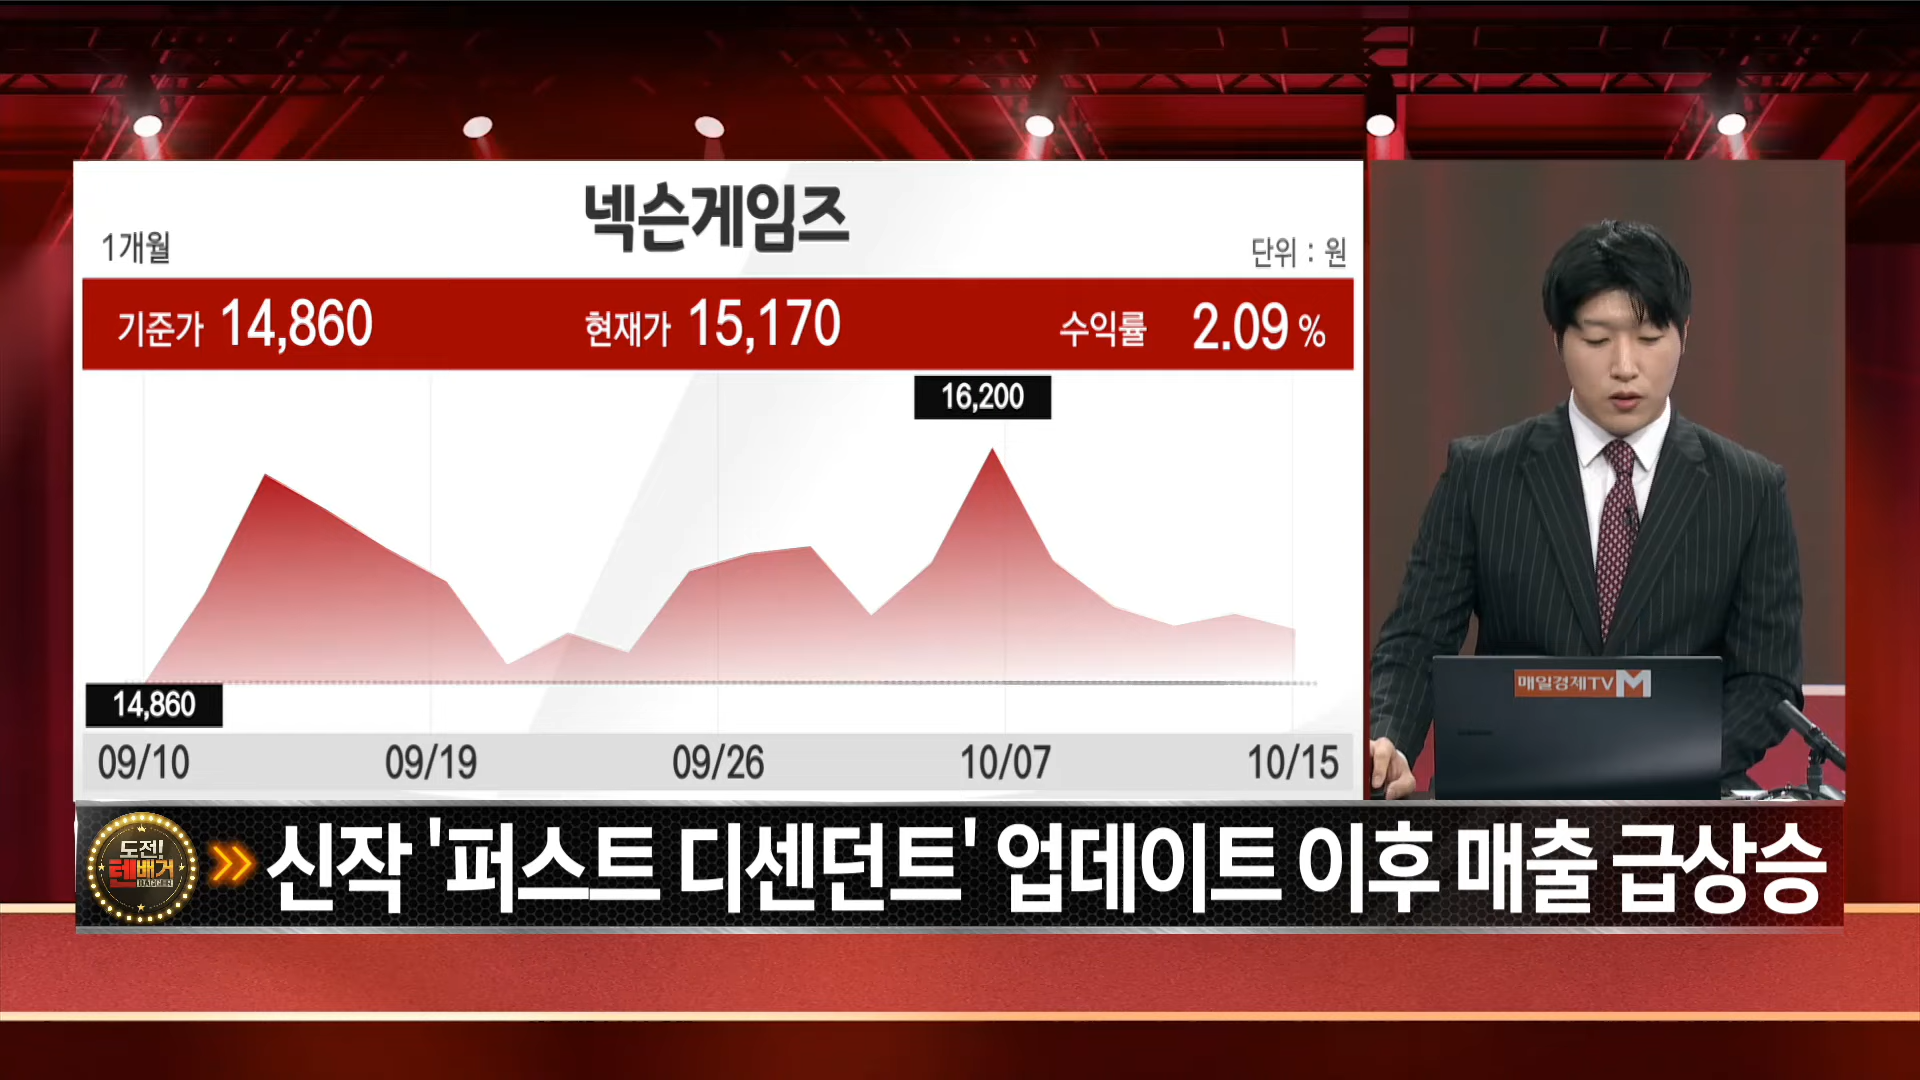 넥슨게임즈
1개월
단위 : 원
기준가 14,860 현재가 15,170 수익률 2.09 %
16,200
14,860
09/10 09/19 09/26 10/07 10/15
매일경제TV M
도전!
텐배거
신작 '퍼스트 디센던트' 업데이트 이후 매출 급상승